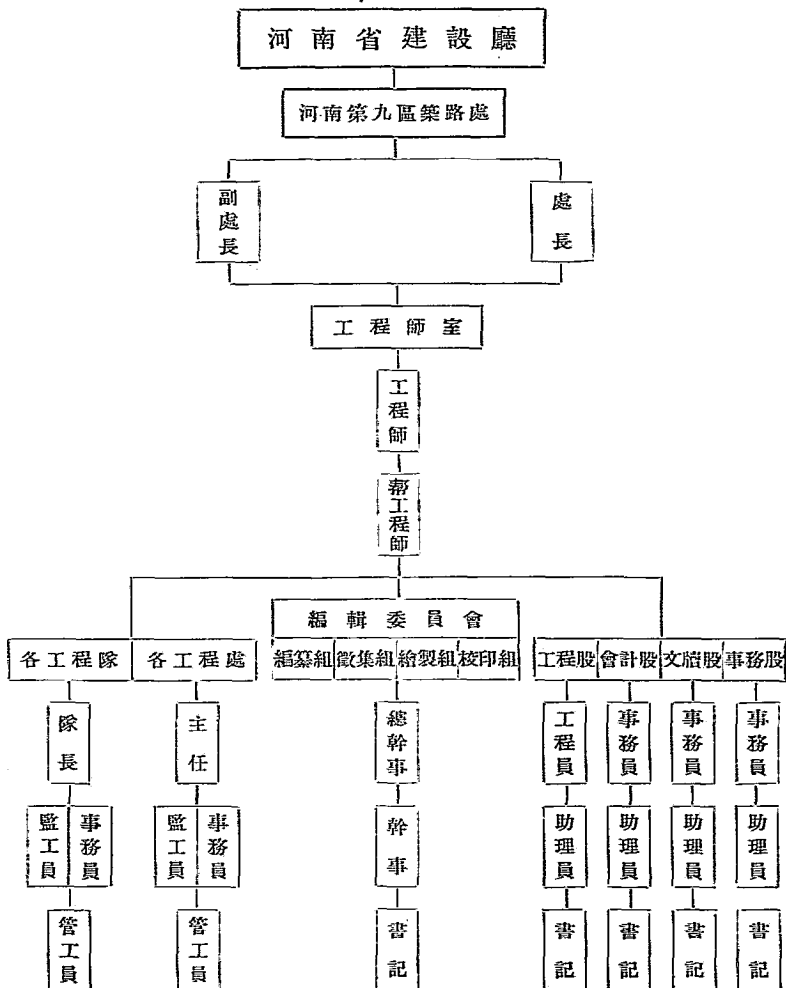 河南省建設廳
河南第九區築路處
副處長
處長
工程師室
工程師
幫工程師
編輯委員會
各工程隊
各工程處
編纂組
徵集組
繪製組
校印組
工程股
會計股
文牘股
事務股
隊長
主任
總幹事
工程員
事務員
事務員
事務員
監工員
事務員
監工員
事務員
幹事
助理員
助理員
助理員
助理員
管工員
管工員
書記
書記
書記
書記
書記